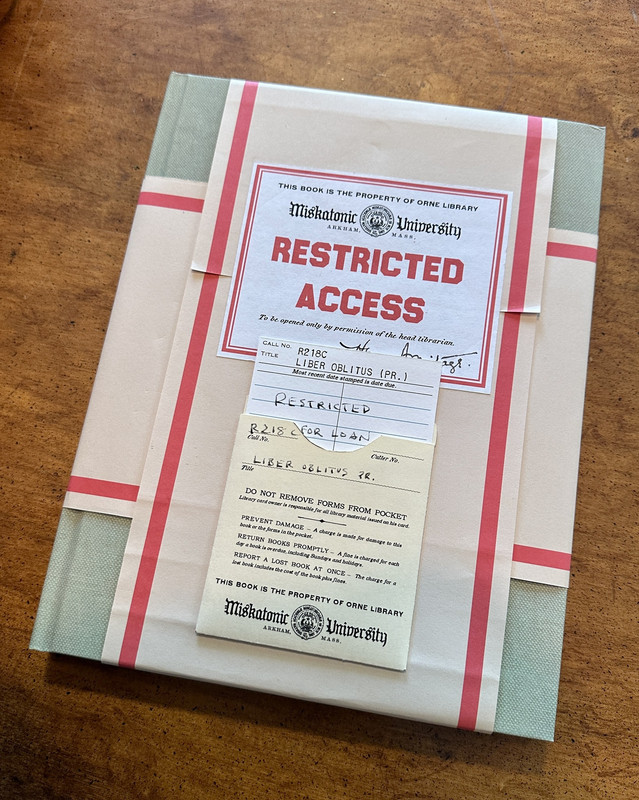 THIS BOOK IS THE PROPERTY OF ORNE LIBRARY
Miskatonic University
ARKHAM, MASS.
RESTRICTED
ACCESS
To be opened only by permission of the head librarian.
CALL NO. R218C
TITLE LIBER OBLITUS (PR.)
Most recent date stamped is date due.
RESTRICTED
FOR LOAN
R218C
Call No. Cutter No.
LIBER OBLITUS PR.
Title
DO NOT REMOVE FORMS FROM POCKET
Library card owner is responsible for all library material issued on his card.
PREVENT DAMAGE – A charge is made for damage to this
book or the forms in the pocket.
RETURN BOOKS PROMPTLY – A fine is charged for each
day a book is overdue, including Sundays and holidays.
REPORT A LOST BOOK AT ONCE – The charge for a
lost book includes the cost of the book plus fines.
THIS BOOK IS THE PROPERTY OF ORNE LIBRARY
Miskatonic University
ARKHAM, MASS.